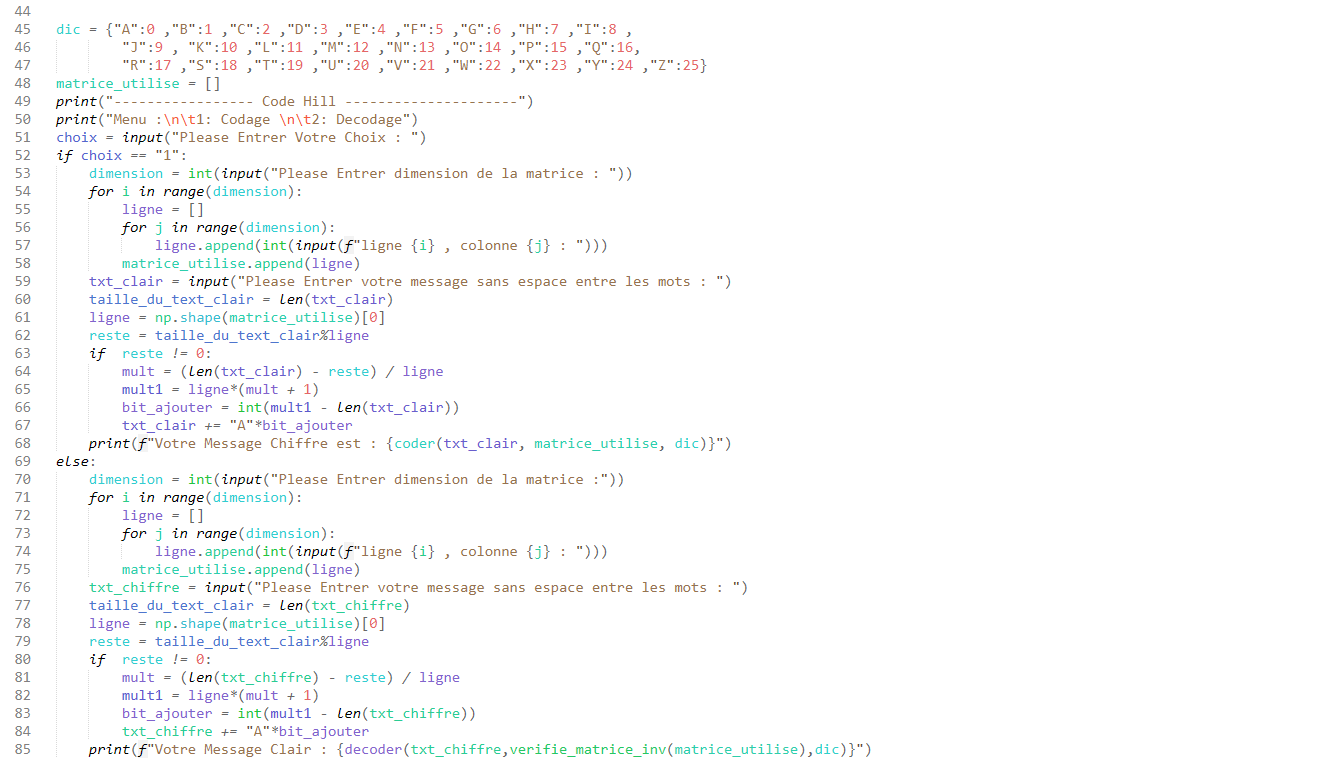 44
45 dic = {"A":0 ,"B":1 ,"C":2 ,"D":3 ,"E":4 ,"F":5 ,"G":6 ,"H":7 ,"I":8 ,
46 "J":9 , "K":10 ,"L":11 ,"M":12 ,"N":13 ,"O":14 ,"P":15 ,"Q":16,
47 "R":17 ,"S":18 ,"T":19 ,"U":20 ,"V":21 ,"W":22 ,"X":23 ,"Y":24 ,"Z":25}
48 matrice_utilise = []
49 print("----------------- Code Hill ---------------------")
50 print("Menu :\n\t1: Codage \n\t2: Decodage")
51 choix = input("Please Entrer Votre Choix : ")
52 if choix == "1":
53     dimension = int(input("Please Entrer dimension de la matrice : "))
54     for i in range(dimension):
55         ligne = []
56         for j in range(dimension):
57             ligne.append(int(input(f"ligne {i} , colonne {j} : ")))
58         matrice_utilise.append(ligne)
59     txt_clair = input("Please Entrer votre message sans espace entre les mots : ")
60     taille_du_text_clair = len(txt_clair)
61     ligne = np.shape(matrice_utilise)[0]
62     reste = taille_du_text_clair%ligne
63     if  reste != 0:
64         mult = (len(txt_clair) - reste) / ligne
65         mult1 = ligne*(mult + 1)
66         bit_ajouter = int(mult1 - len(txt_clair))
67         txt_clair += "A"*bit_ajouter
68     print(f"Votre Message Chiffre est : {coder(txt_clair, matrice_utilise, dic)}")
69 else:
70     dimension = int(input("Please Entrer dimension de la matrice :"))
71     for i in range(dimension):
72         ligne = []
73         for j in range(dimension):
74             ligne.append(int(input(f"ligne {i} , colonne {j} : ")))
75         matrice_utilise.append(ligne)
76     txt_chiffre = input("Please Entrer votre message sans espace entre les mots : ")
77     taille_du_text_clair = len(txt_chiffre)
78     ligne = np.shape(matrice_utilise)[0]
79     reste = taille_du_text_clair%ligne
80     if  reste != 0:
81         mult = (len(txt_chiffre) - reste) / ligne
82         mult1 = ligne*(mult + 1)
83         bit_ajouter = int(mult1 - len(txt_chiffre))
84         txt_chiffre += "A"*bit_ajouter
85     print(f"Votre Message Clair : {decoder(txt_chiffre,verifie_matrice_inv(matrice_utilise),dic)}")